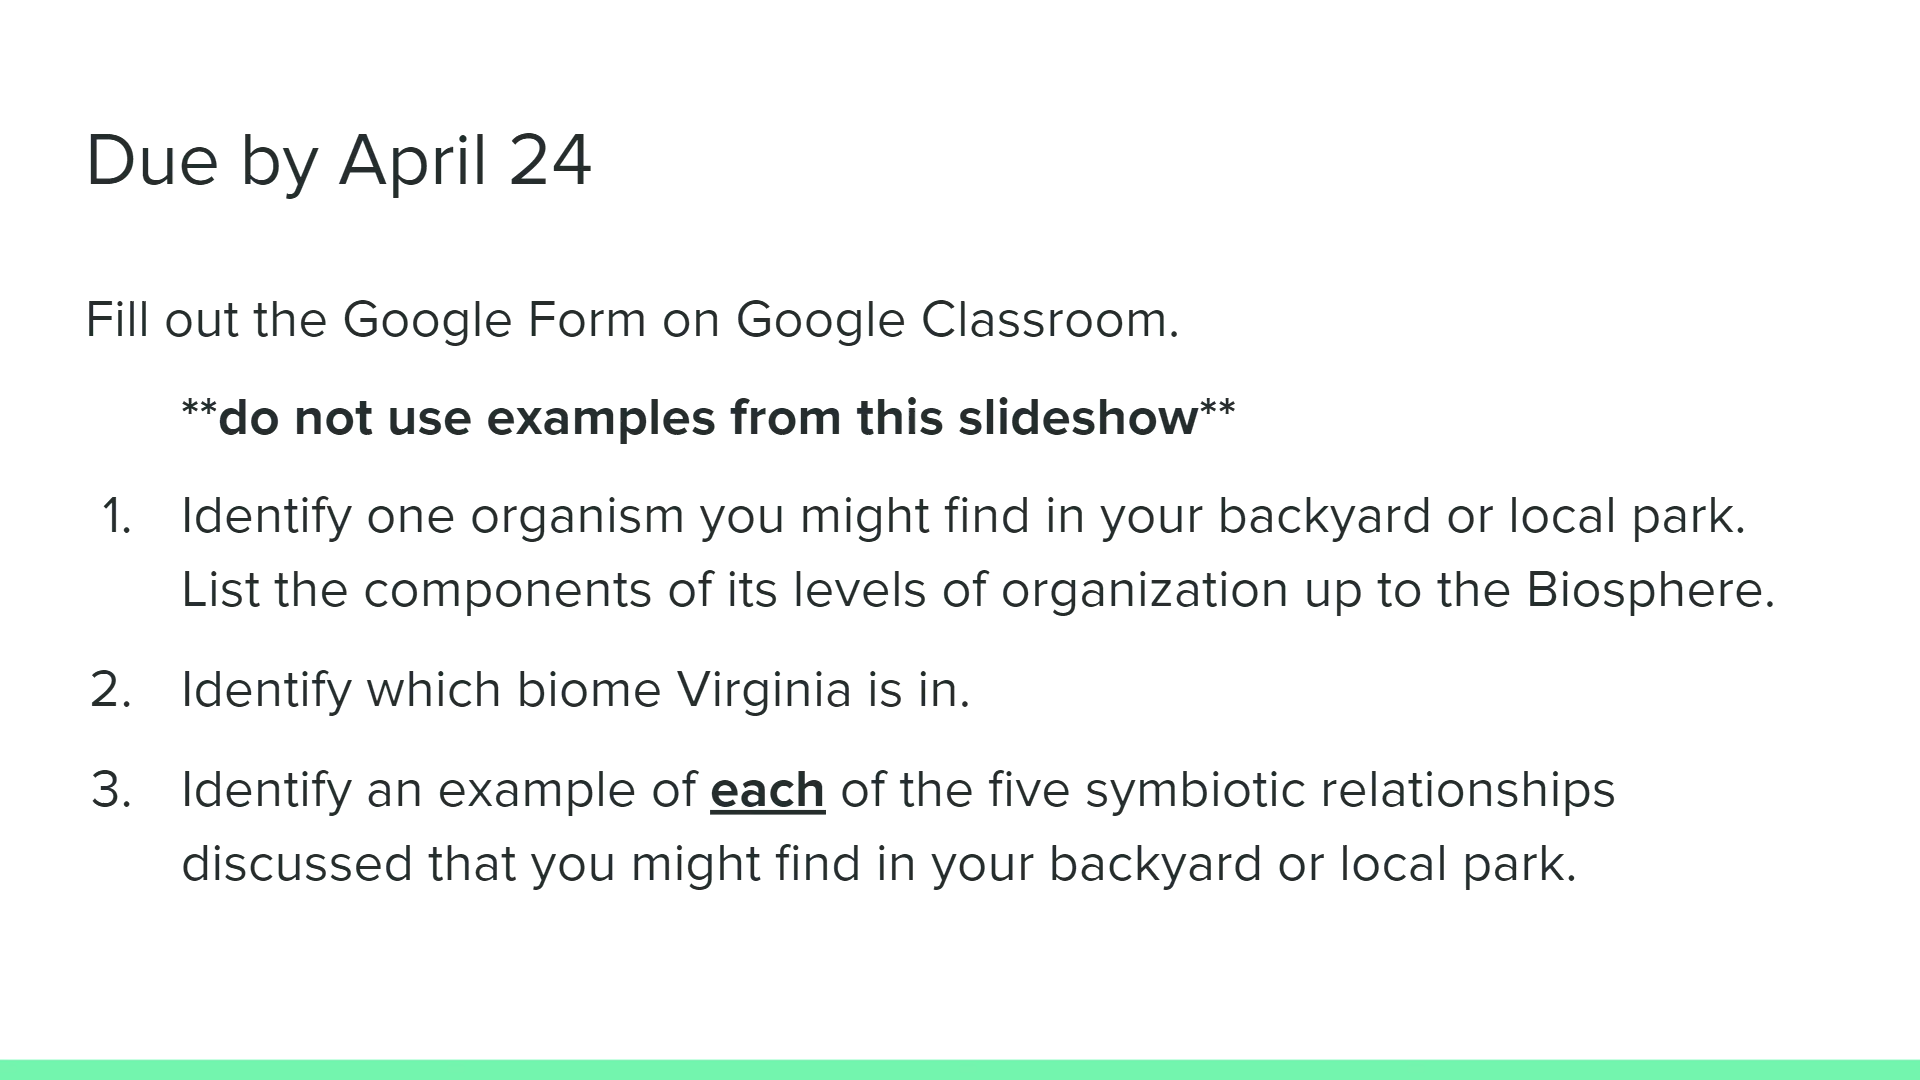 Due by April 24
Fill out the Google Form on Google Classroom.
**do not use examples from this slideshow**
1. Identify one organism you might find in your backyard or local park.
List the components of its levels of organization up to the Biosphere.
2. Identify which biome Virginia is in.
3. Identify an example of each of the five symbiotic relationships
discussed that you might find in your backyard or local park.